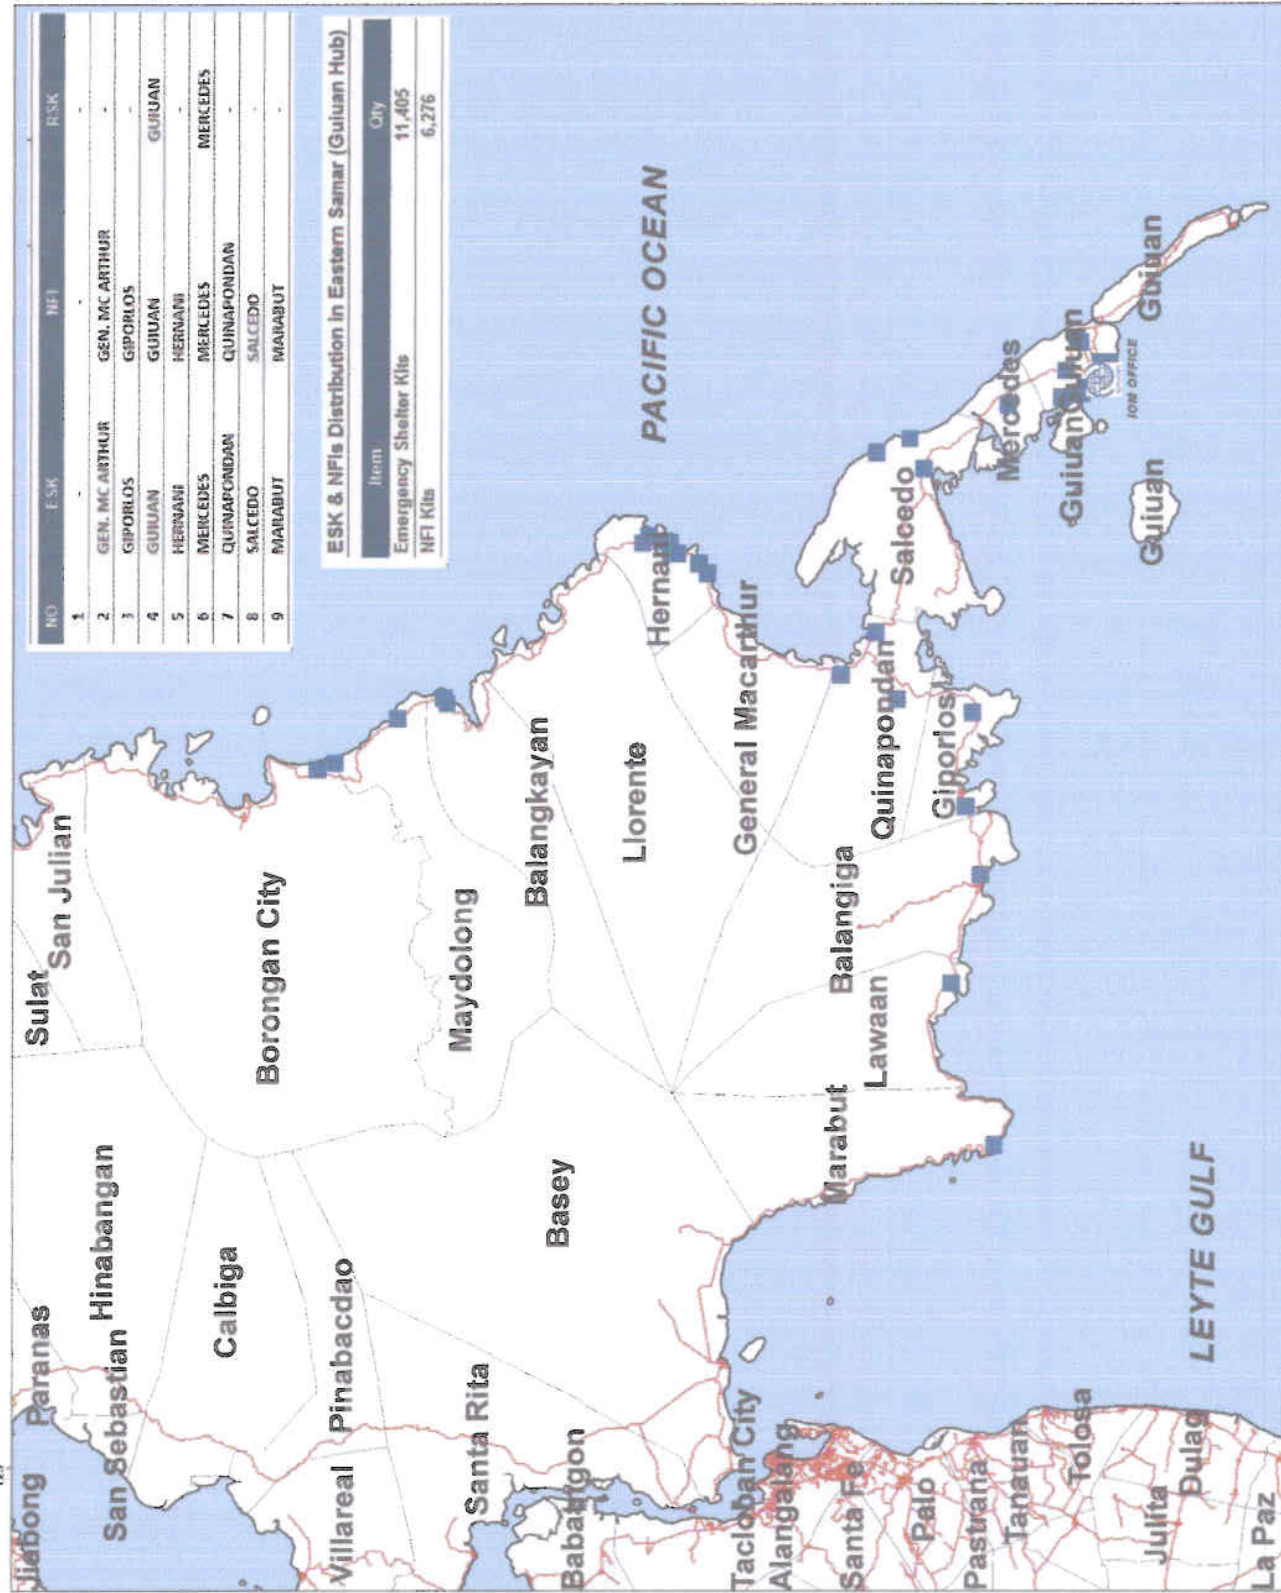 NO ESK NFI RSK
1 - - -
2 GEN. MC ARTHUR GEN. MC ARTHUR -
3 GIPORLOS GIPORLOS -
4 GUIUAN GUIUAN GUIUAN
5 HERNANI HERNANI -
6 MERCEDES MERCEDES MERCEDES
7 QUINAPONDAN QUINAPONDAN -
8 SALCEDO SALCEDO -
9 MARABUT MARABUT -
ESK & NFIs Distribution in Eastern Samar (Guiuan Hub)
Item Qty
Emergency Shelter Kits 11,405
NFI Kits 6,276
Jiabong
Paranas
Sulat
San Julian
San Sebastian
Hinabangan
Calbiga
Borongan City
Villareal
Pinabacdao
Maydolong
Santa Rita
Basey
Balangkayan
Babatngon
Llorente
Hernani
PACIFIC OCEAN
Tacloban City
Alangalang
General Macarthur
Santa Fe
Marabut
Lawaan
Balangiga
Quinapondan
Salcedo
Palo
Giporlos
Pastrana
Tanauan
Mercedes
Tolosa
Guiuan
Guiuan
IOM OFFICE
Julita
Dulag
Guiuan
Guiuan
LEYTE GULF
La Paz